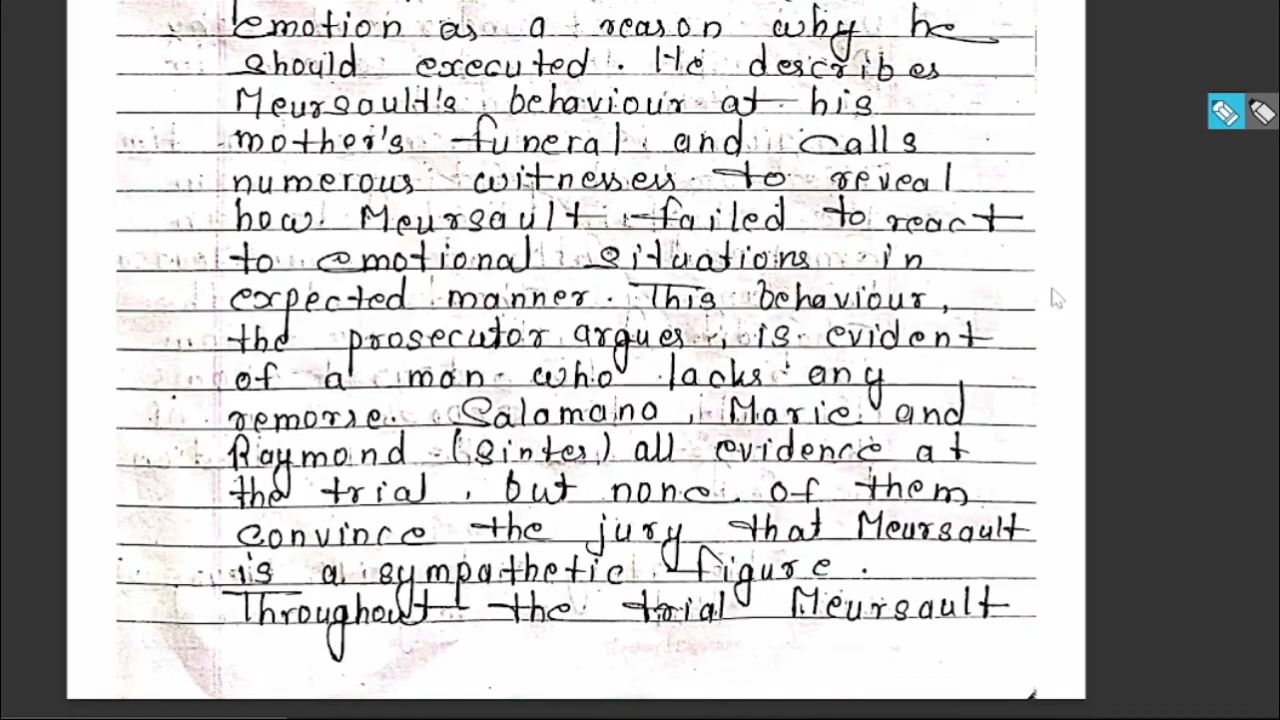 emotion as a reason why he
should executed. He describes
Meursault's behaviour at his
mother's funeral and calls
numerous witnesses to reveal
how Meursault failed to react
to emotional situations in
expected manner. This behaviour,
the prosecutor argues, is evident
of a man who lacks any
remorse. Salamano, Marie and
Raymond (Sintes) all evidence at
the trial, but none of them
convince the jury that Meursault
is a sympathetic figure.
Throughout the trial Meursault